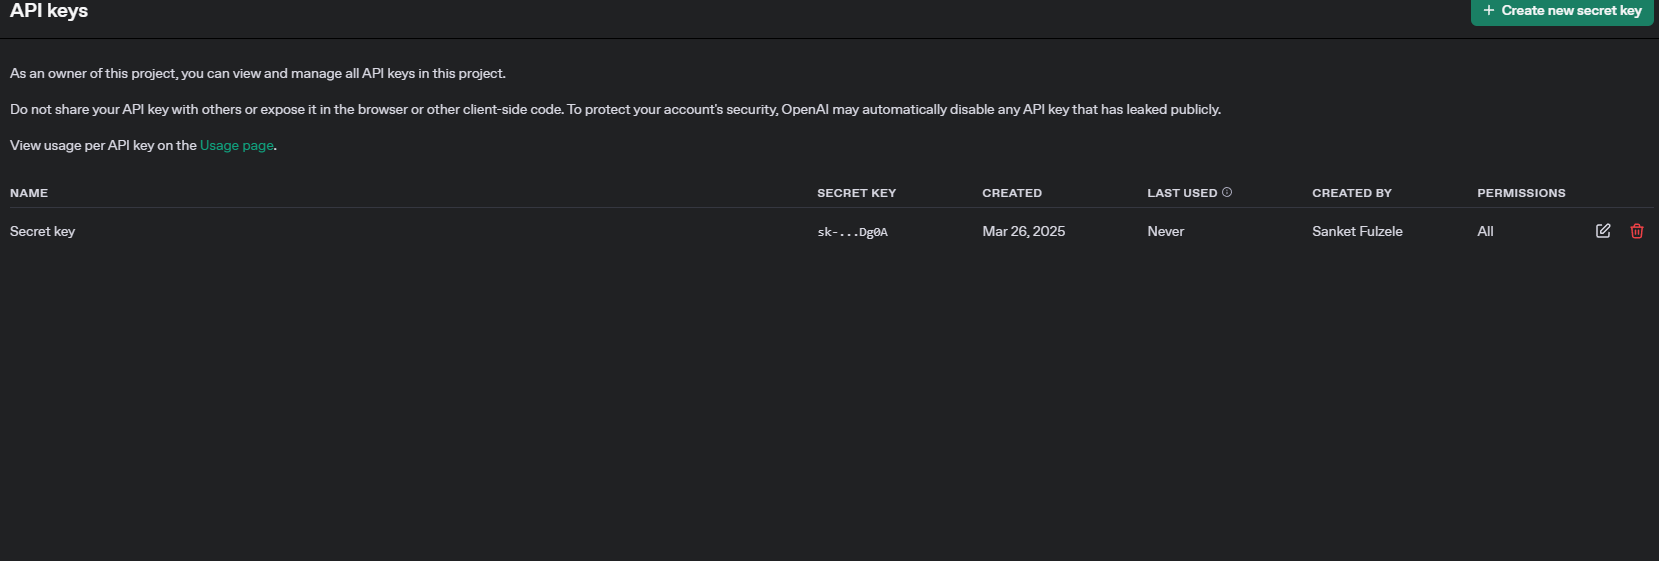 API keys
+ Create new secret key
As an owner of this project, you can view and manage all API keys in this project.
Do not share your API key with others or expose it in the browser or other client-side code. To protect your account's security, OpenAI may automatically disable any API key that has leaked publicly.
View usage per API key on the Usage page.
NAME SECRET KEY CREATED LAST USED CREATED BY PERMISSIONS
Secret key sk-...Dg0A Mar 26, 2025 Never Sanket Fulzele All